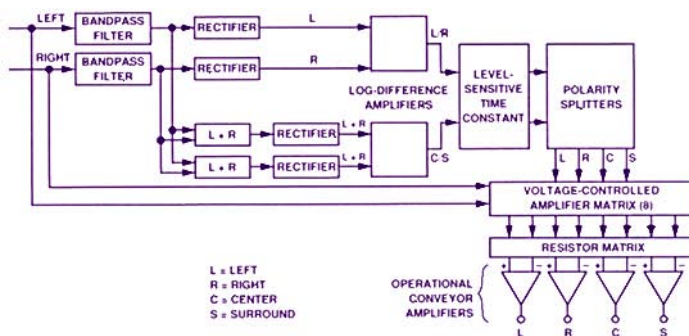 LEFT
BANDPASS
FILTER
RECTIFIER
L
RIGHT
BANDPASS
FILTER
RECTIFIER
R
L/R
LOG-DIFFERENCE
AMPLIFIERS
LEVEL-
SENSITIVE
TIME
CONSTANT
POLARITY
SPLITTERS
L + R
RECTIFIER
L + R
L + R
RECTIFIER
L + R
C/S
L R C S
VOLTAGE-CONTROLLED
AMPLIFIER MATRIX (8)
RESISTOR MATRIX
+ − + − + − + −
L = LEFT
R = RIGHT
C = CENTER
S = SURROUND
OPERATIONAL
CONVEYOR
AMPLIFIERS
L R C S